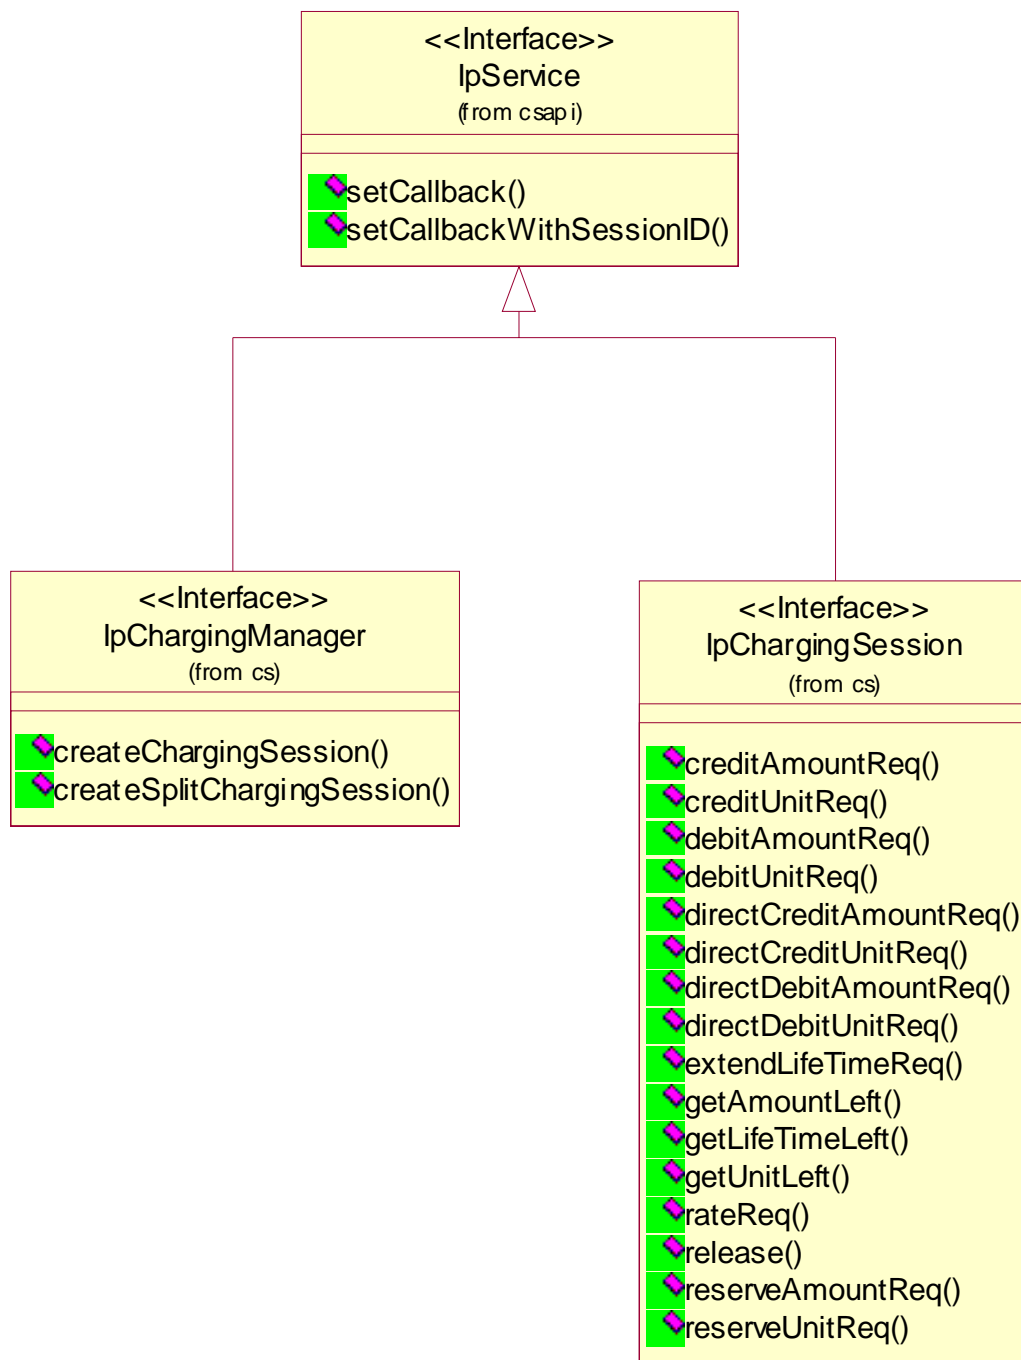 <<Interface>>
IpService
(from csapi)
setCallback()
setCallbackWithSessionID()
<<Interface>>
IpChargingManager
(from cs)
createChargingSession()
createSplitChargingSession()
<<Interface>>
IpChargingSession
(from cs)
creditAmountReq()
creditUnitReq()
debitAmountReq()
debitUnitReq()
directCreditAmountReq()
directCreditUnitReq()
directDebitAmountReq()
directDebitUnitReq()
extendLifeTimeReq()
getAmountLeft()
getLifeTimeLeft()
getUnitLeft()
rateReq()
release()
reserveAmountReq()
reserveUnitReq()